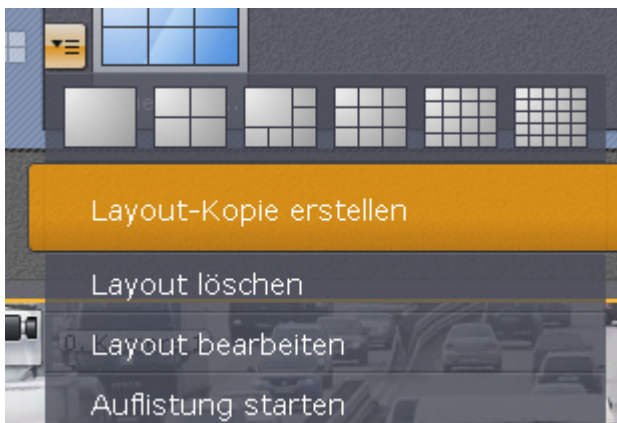 Layout-Kopie erstellen
Layout löschen
Layout bearbeiten
Auflistung starten